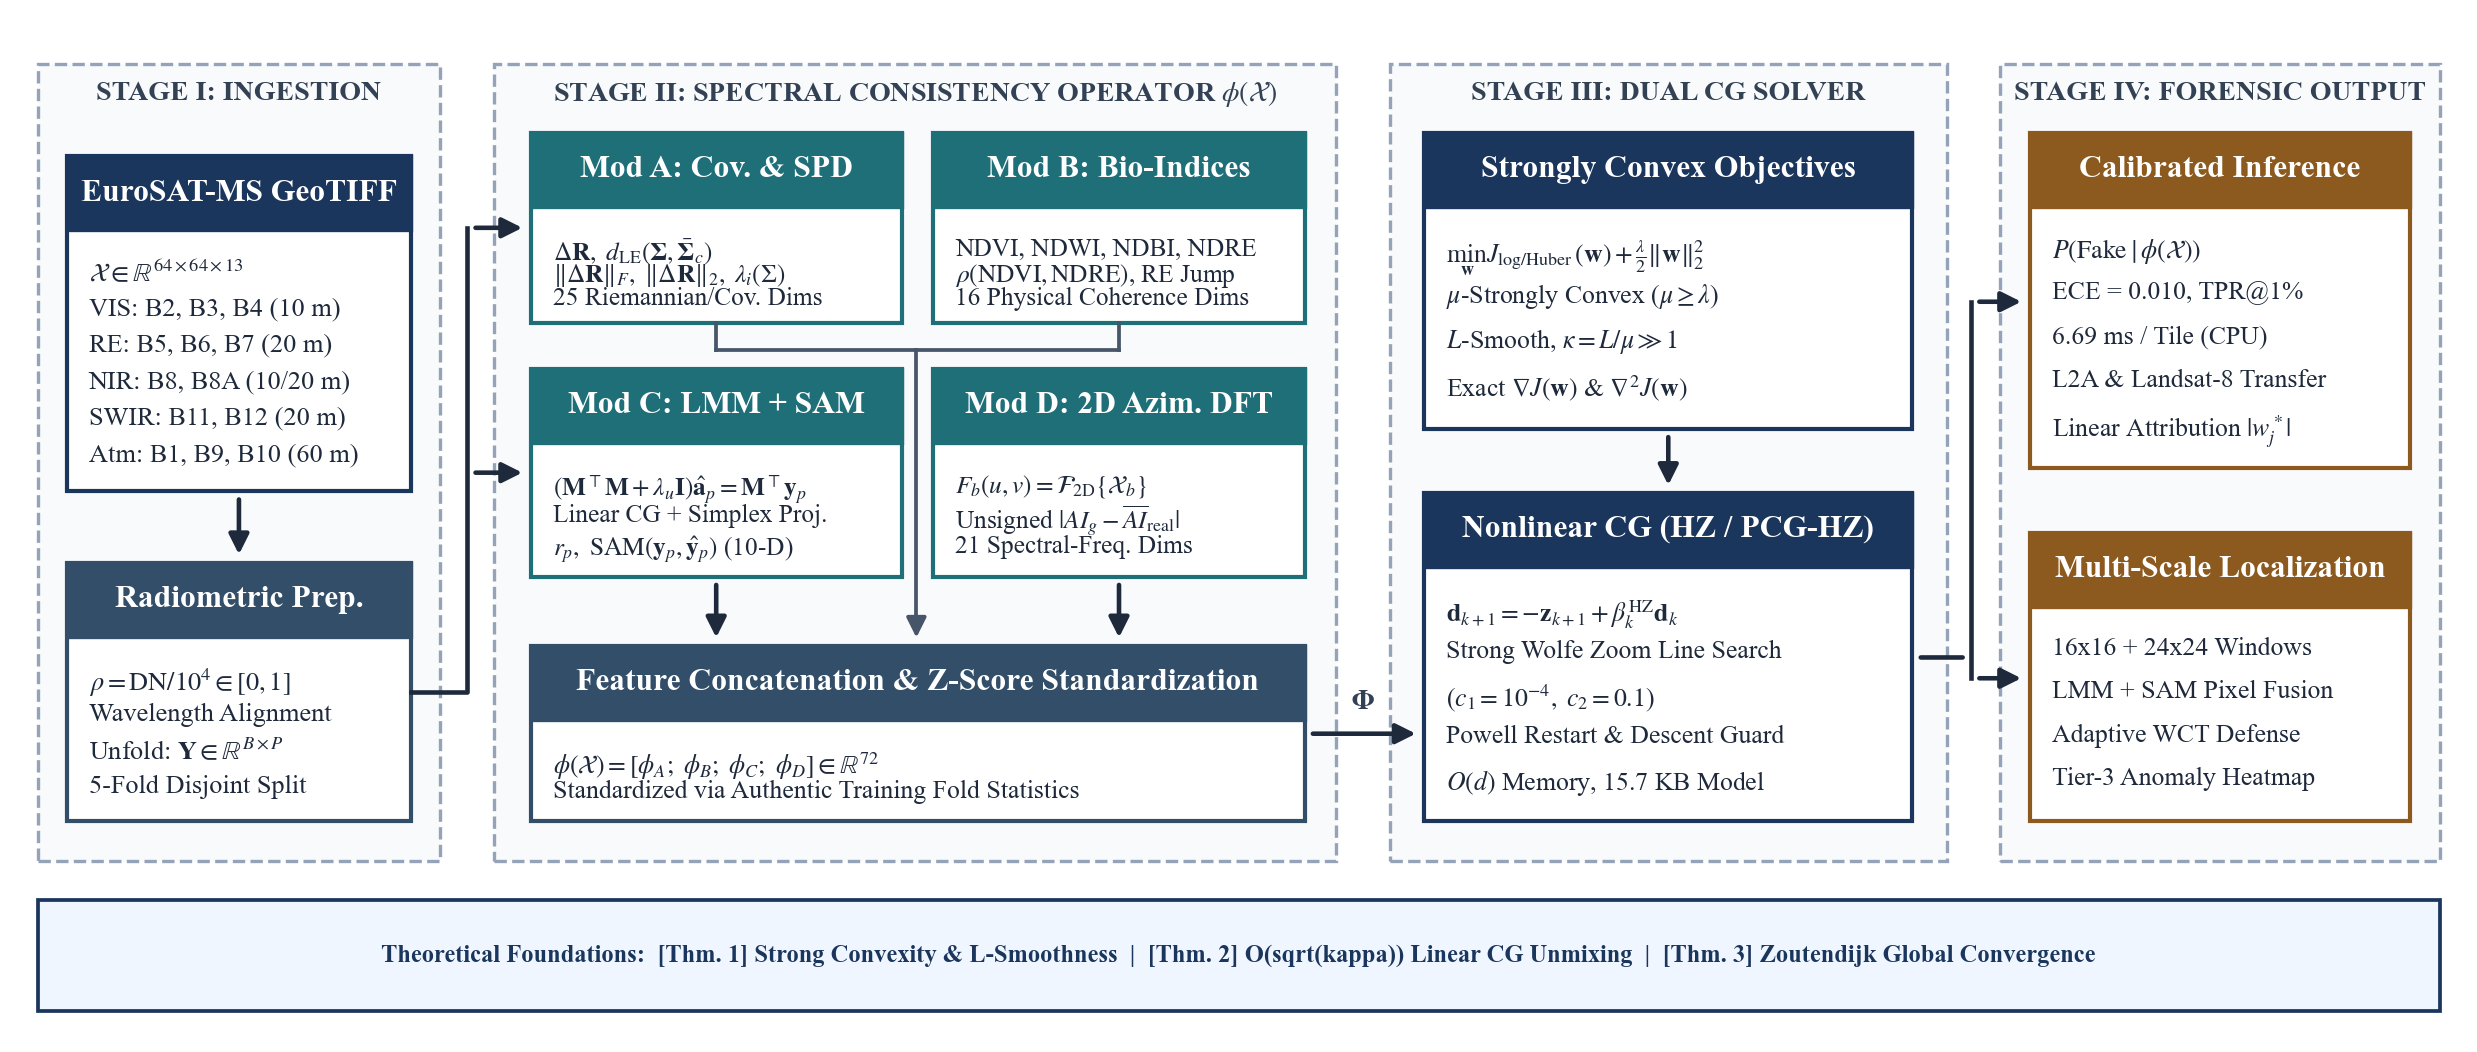 STAGE I: INGESTION
EuroSAT-MS GeoTIFF
𝒳 ∈ ℝ^{64×64×13}
VIS: B2, B3, B4 (10 m)
RE: B5, B6, B7 (20 m)
NIR: B8, B8A (10/20 m)
SWIR: B11, B12 (20 m)
Atm: B1, B9, B10 (60 m)
Radiometric Prep.
ρ = DN/10⁴ ∈ [0, 1]
Wavelength Alignment
Unfold: 𝐘 ∈ ℝ^{B×P}
5-Fold Disjoint Split
STAGE II: SPECTRAL CONSISTENCY OPERATOR ϕ(𝒳)
Mod A: Cov. & SPD
Δ𝐑, d_{LE}(𝚺, 𝚺̄_c)
‖Δ𝐑‖_F, ‖Δ𝐑‖₂, λ_i(Σ)
25 Riemannian/Cov. Dims
Mod B: Bio-Indices
NDVI, NDWI, NDBI, NDRE
ρ(NDVI, NDRE), RE Jump
16 Physical Coherence Dims
Mod C: LMM + SAM
(𝐌^⊤𝐌 + λ_u𝐈)𝐚̂_p = 𝐌^⊤𝐲_p
Linear CG + Simplex Proj.
r_p, SAM(𝐲_p, 𝐲̂_p) (10-D)
Mod D: 2D Azim. DFT
F_b(u, v) = ℱ_{2D}{𝒳_b}
Unsigned |AI_g − \overline{AI}_{real}|
21 Spectral-Freq. Dims
Feature Concatenation & Z-Score Standardization
ϕ(𝒳) = [ϕ_A; ϕ_B; ϕ_C; ϕ_D] ∈ ℝ^{72}
Standardized via Authentic Training Fold Statistics
Φ
STAGE III: DUAL CG SOLVER
Strongly Convex Objectives
min_𝐰 J_{log/Huber}(𝐰) + \frac{λ}{2}‖𝐰‖₂²
μ-Strongly Convex (μ ≥ λ)
L-Smooth, κ = L/μ ≫ 1
Exact ∇J(𝐰) & ∇²J(𝐰)
Nonlinear CG (HZ / PCG-HZ)
𝐝_{k+1} = −𝐳_{k+1} + β_k^{HZ}𝐝_k
Strong Wolfe Zoom Line Search
(c₁ = 10⁻⁴, c₂ = 0.1)
Powell Restart & Descent Guard
O(d) Memory, 15.7 KB Model
STAGE IV: FORENSIC OUTPUT
Calibrated Inference
P(Fake | ϕ(𝒳))
ECE = 0.010, TPR@1%
6.69 ms / Tile (CPU)
L2A & Landsat-8 Transfer
Linear Attribution |w_j^*|
Multi-Scale Localization
16x16 + 24x24 Windows
LMM + SAM Pixel Fusion
Adaptive WCT Defense
Tier-3 Anomaly Heatmap
Theoretical Foundations: [Thm. 1] Strong Convexity & L-Smoothness | [Thm. 2] O(sqrt(kappa)) Linear CG Unmixing | [Thm. 3] Zoutendijk Global Convergence